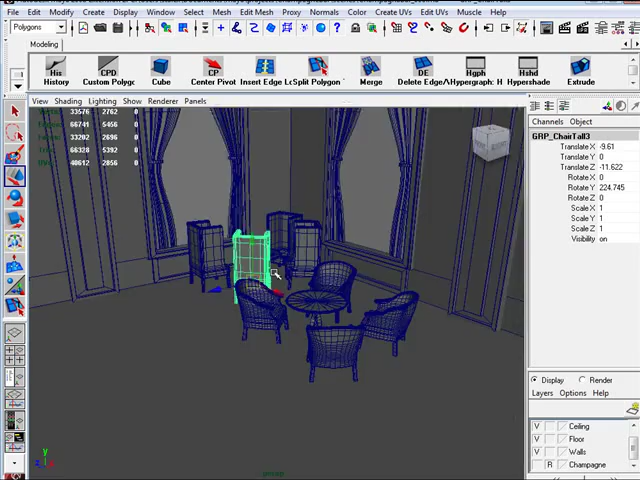 File Modify Create Display Window Select Mesh Edit Mesh Proxy Normals Color Create UVs Edit UVs Muscle Help
Polygons
Modeling
His CPD CP DE Hgph Hshd
History Custom Polyg Cube Center Pivot Insert Edge Lo Split Polygon Merge Delete Edge/ Hypergraph: H Hypershade Extrude
View Shading Lighting Show Renderer Panels
33576 2762 0
66741 5456 0
33202 2696 0
66328 5392 0
40612 2856 0
Channels Object
GRP_ChairTall3
Translate X -9.61
Translate Y 0
Translate Z -11.622
Rotate X 0
Rotate Y 224.745
Rotate Z 0
Scale X 1
Scale Y 1
Scale Z 1
Visibility on
Display Render
Layers Options Help
V Ceiling
V Floor
V Walls
R Champagne
y
z
persp